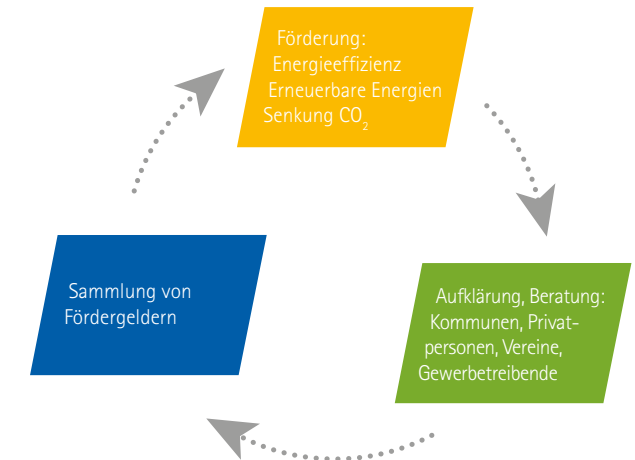 Förderung:
Energieeffizienz
Erneuerbare Energien
Senkung CO₂
Aufklärung, Beratung:
Kommunen, Privat-
personen, Vereine,
Gewerbetreibende
Sammlung von
Fördergeldern